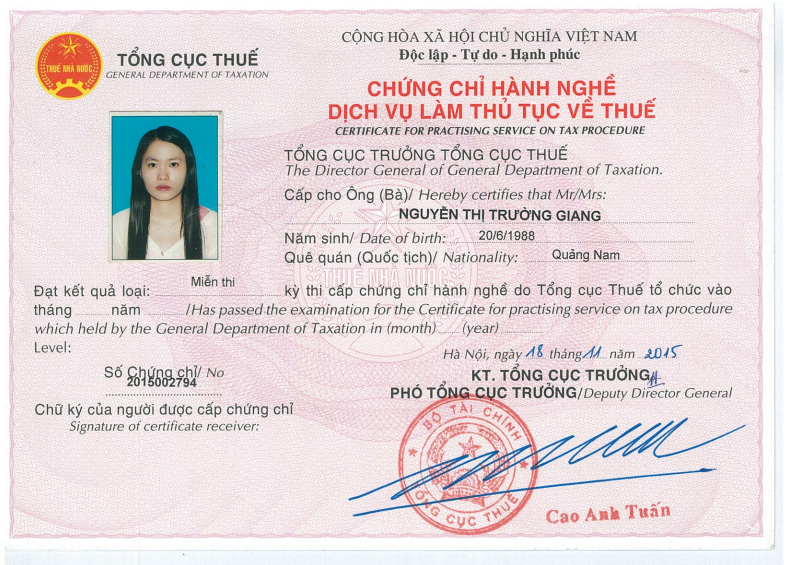 CỘNG HÒA XÃ HỘI CHỦ NGHĨA VIỆT NAM
Độc lập - Tự do - Hạnh phúc
THUẾ NHÀ NƯỚC
TỔNG CỤC THUẾ
GENERAL DEPARTMENT OF TAXATION
CHỨNG CHỈ HÀNH NGHỀ
DỊCH VỤ LÀM THỦ TỤC VỀ THUẾ
CERTIFICATE FOR PRACTISING SERVICE ON TAX PROCEDURE
TỔNG CỤC TRƯỞNG TỔNG CỤC THUẾ
The Director General of General Department of Taxation.
Cấp cho Ông (Bà)/ Hereby certifies that Mr/Mrs:
NGUYỄN THỊ TRƯỜNG GIANG
Năm sinh/ Date of birth: 20/6/1988
Quê quán (Quốc tịch)/ Nationality: Quảng Nam
THUẾ NHÀ NƯỚC
Đạt kết quả loại: Miễn thi kỳ thi cấp chứng chỉ hành nghề do Tổng cục Thuế tổ chức vào
tháng năm /Has passed the examination for the Certificate for practising service on tax procedure
which held by the General Department of Taxation in (month) (year)
Level:
Hà Nội, ngày 18 tháng 11 năm 2015
Số Chứng chỉ/ No
2015002794
KT. TỔNG CỤC TRƯỞNG
PHÓ TỔNG CỤC TRƯỞNG/Deputy Director General
Chữ ký của người được cấp chứng chỉ
Signature of certificate receiver:
BỘ TÀI CHÍNH
TỔNG CỤC THUẾ
Cao Anh Tuấn